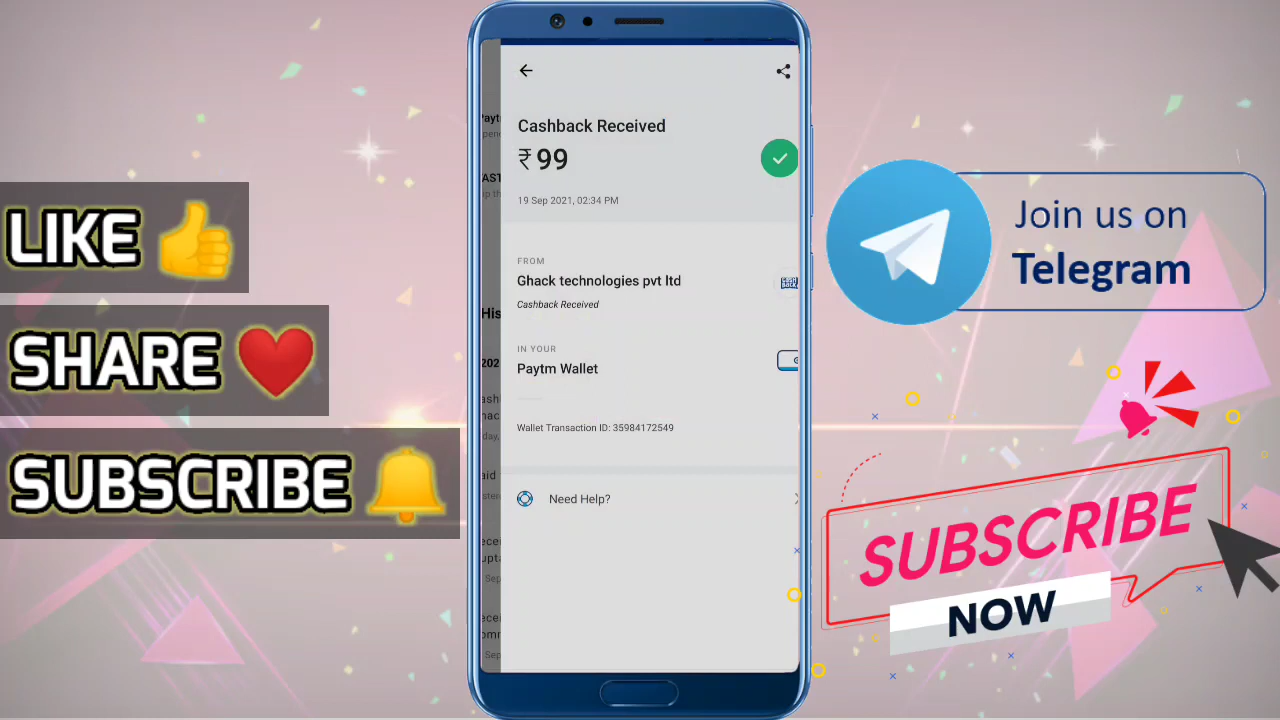 LIKE
SHARE
SUBSCRIBE
Cashback Received
₹99
19 Sep 2021, 02:34 PM
FROM
Ghack technologies pvt ltd
Cashback Received
IN YOUR
Paytm Wallet
Wallet Transaction ID: 35984172549
Need Help?
Join us on
Telegram
SUBSCRIBE
NOW